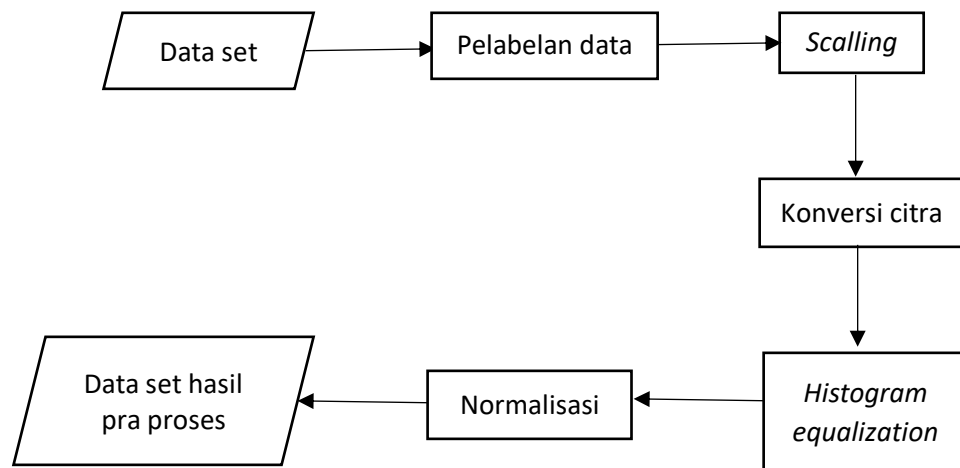 Data set
Pelabelan data
Scalling
Konversi citra
Histogram
equalization
Normalisasi
Data set hasil
pra proses